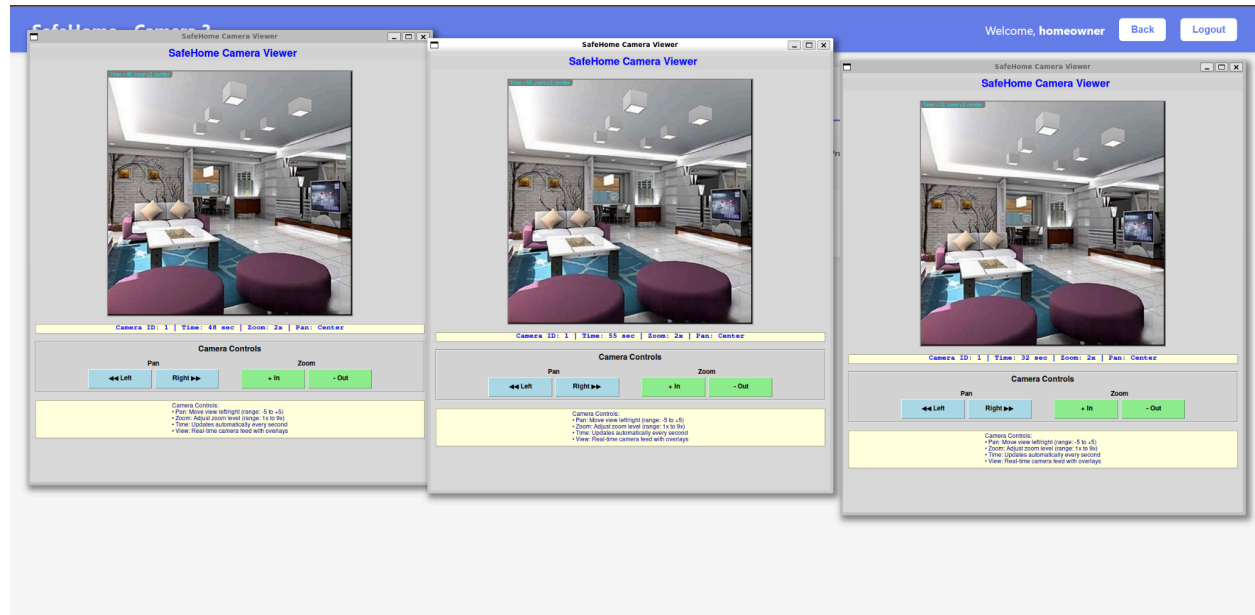 SafeHome - Camera 2
Welcome, homeowner
Back
Logout
SafeHome Camera Viewer
SafeHome Camera Viewer
Camera ID: 1 | Time: 48 sec | Zoom: 2x | Pan: Center
Camera Controls
Pan
Zoom
◀◀ Left
Right ▶▶
+ In
- Out
Camera Controls:
• Pan: Move view left/right (range: -5 to +5)
• Zoom: Adjust zoom level (range: 1x to 9x)
• Time: Updates automatically every second
• View: Real-time camera feed with overlays
SafeHome Camera Viewer
SafeHome Camera Viewer
Camera ID: 1 | Time: 55 sec | Zoom: 2x | Pan: Center
Camera Controls
Pan
Zoom
◀◀ Left
Right ▶▶
+ In
- Out
Camera Controls:
• Pan: Move view left/right (range: -5 to +5)
• Zoom: Adjust zoom level (range: 1x to 9x)
• Time: Updates automatically every second
• View: Real-time camera feed with overlays
SafeHome Camera Viewer
SafeHome Camera Viewer
Camera ID: 1 | Time: 32 sec | Zoom: 2x | Pan: Center
Camera Controls
Pan
Zoom
◀◀ Left
Right ▶▶
+ In
- Out
Camera Controls:
• Pan: Move view left/right (range: -5 to +5)
• Zoom: Adjust zoom level (range: 1x to 9x)
• Time: Updates automatically every second
• View: Real-time camera feed with overlays